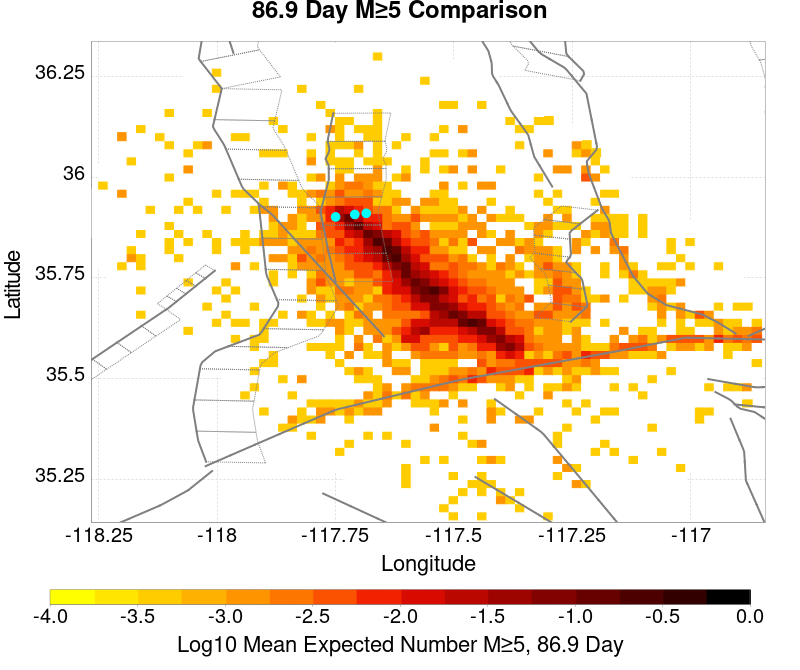 86.9 Day M≥5 Comparison
36.25
36
35.75
35.5
35.25
Latitude
-118.25 -118 -117.75 -117.5 -117.25 -117
Longitude
-4.0 -3.5 -3.0 -2.5 -2.0 -1.5 -1.0 -0.5 0.0
Log10 Mean Expected Number M≥5, 86.9 Day